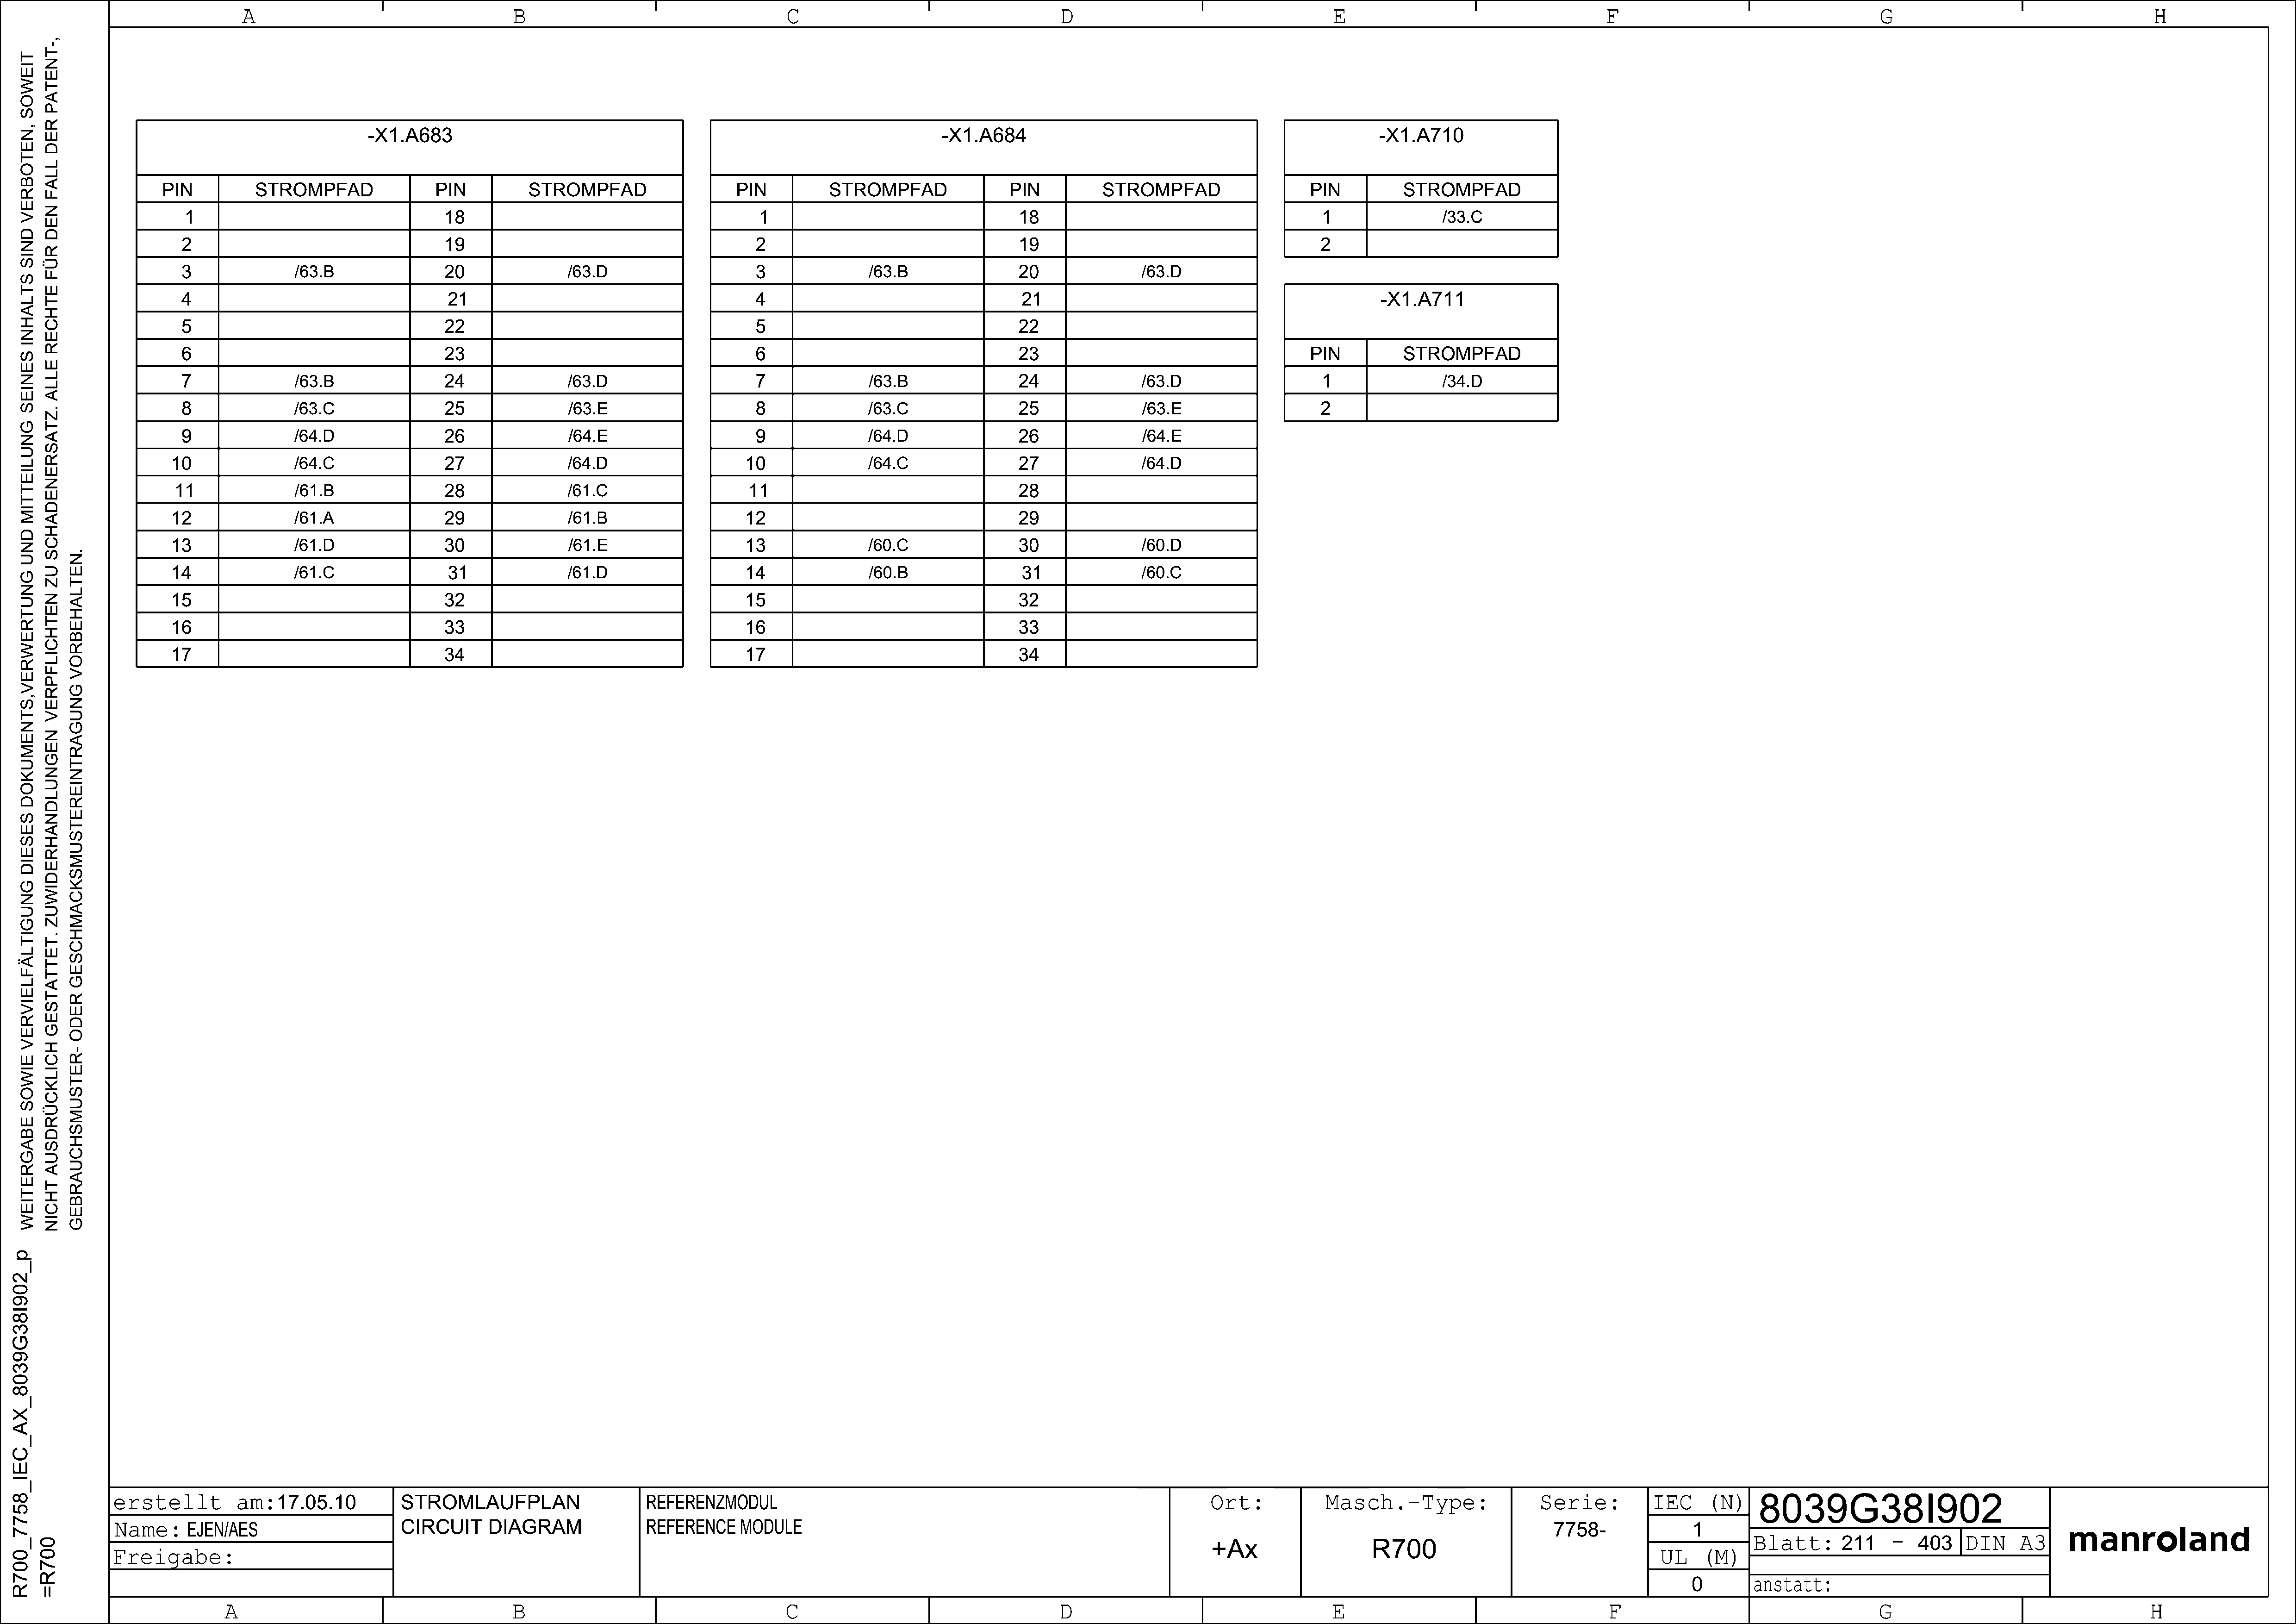 A B C D E F G H
-X1.A683
PIN STROMPFAD PIN STROMPFAD
1 18
2 19
3 /63.B 20 /63.D
4 21
5 22
6 23
7 /63.B 24 /63.D
8 /63.C 25 /63.E
9 /64.D 26 /64.E
10 /64.C 27 /64.D
11 /61.B 28 /61.C
12 /61.A 29 /61.B
13 /61.D 30 /61.E
14 /61.C 31 /61.D
15 32
16 33
17 34
-X1.A684
PIN STROMPFAD PIN STROMPFAD
1 18
2 19
3 /63.B 20 /63.D
4 21
5 22
6 23
7 /63.B 24 /63.D
8 /63.C 25 /63.E
9 /64.D 26 /64.E
10 /64.C 27 /64.D
11 28
12 29
13 /60.C 30 /60.D
14 /60.B 31 /60.C
15 32
16 33
17 34
-X1.A710
PIN STROMPFAD
1 /33.C
2
-X1.A711
PIN STROMPFAD
1 /34.D
2
WEITERGABE SOWIE VERVIELFÄLTIGUNG DIESES DOKUMENTS,VERWERTUNG UND MITTEILUNG SEINES INHALTS SIND VERBOTEN, SOWEIT
NICHT AUSDRÜCKLICH GESTATTET. ZUWIDERHANDLUNGEN VERPFLICHTEN ZU SCHADENERSATZ. ALLE RECHTE FÜR DEN FALL DER PATENT-,
GEBRAUCHSMUSTER- ODER GESCHMACKSMUSTEREINTRAGUNG VORBEHALTEN.
R700_7758_IEC_AX_8039G38I902_p
=R700
erstellt am:17.05.10
Name: EJEN/AES
Freigabe:
STROMLAUFPLAN
CIRCUIT DIAGRAM
REFERENZMODUL
REFERENCE MODULE
Ort:
+Ax
Masch.-Type:
R700
Serie:
7758-
IEC (N)
1
UL (M)
0
8039G38I902
Blatt: 211 - 403 DIN A3
anstatt:
manroland
A B C D E F G H